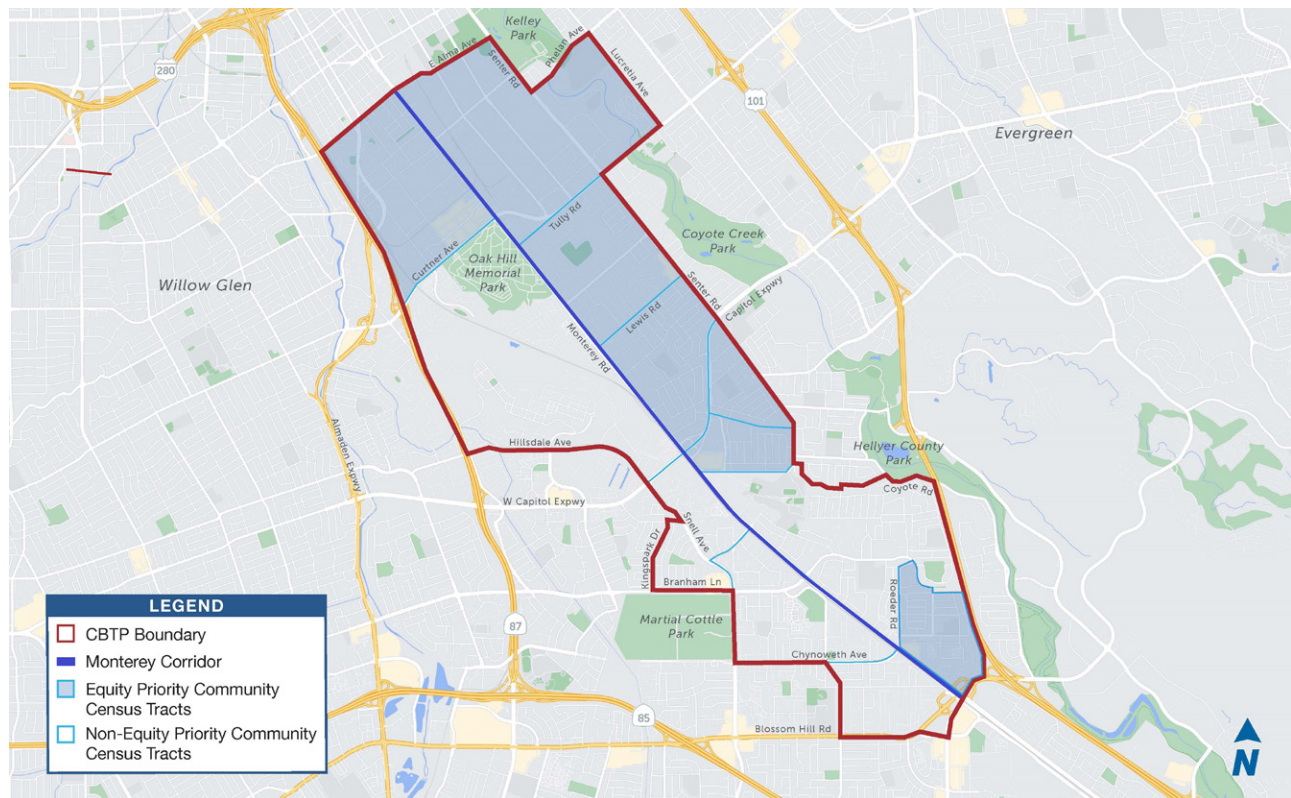 Kelley
Park
E Alma Ave
Senter Rd
Phelan Ave
Lucretia Ave
280
101
Evergreen
Willow Glen
Curtner Ave
Oak Hill
Memorial
Park
Tully Rd
Coyote Creek
Park
Senter Rd
Capitol Expwy
Lewis Rd
Monterey Rd
Almaden Expwy
Hillsdale Ave
Hellyer County
Park
Coyote Rd
W Capitol Expwy
Snell Ave
Kingspark Dr
Branham Ln
Roeder Rd
Martial Cottle
Park
Chynoweth Ave
87
85
Blossom Hill Rd
LEGEND
CBTP Boundary
Monterey Corridor
Equity Priority Community
Census Tracts
Non-Equity Priority Community
Census Tracts
N